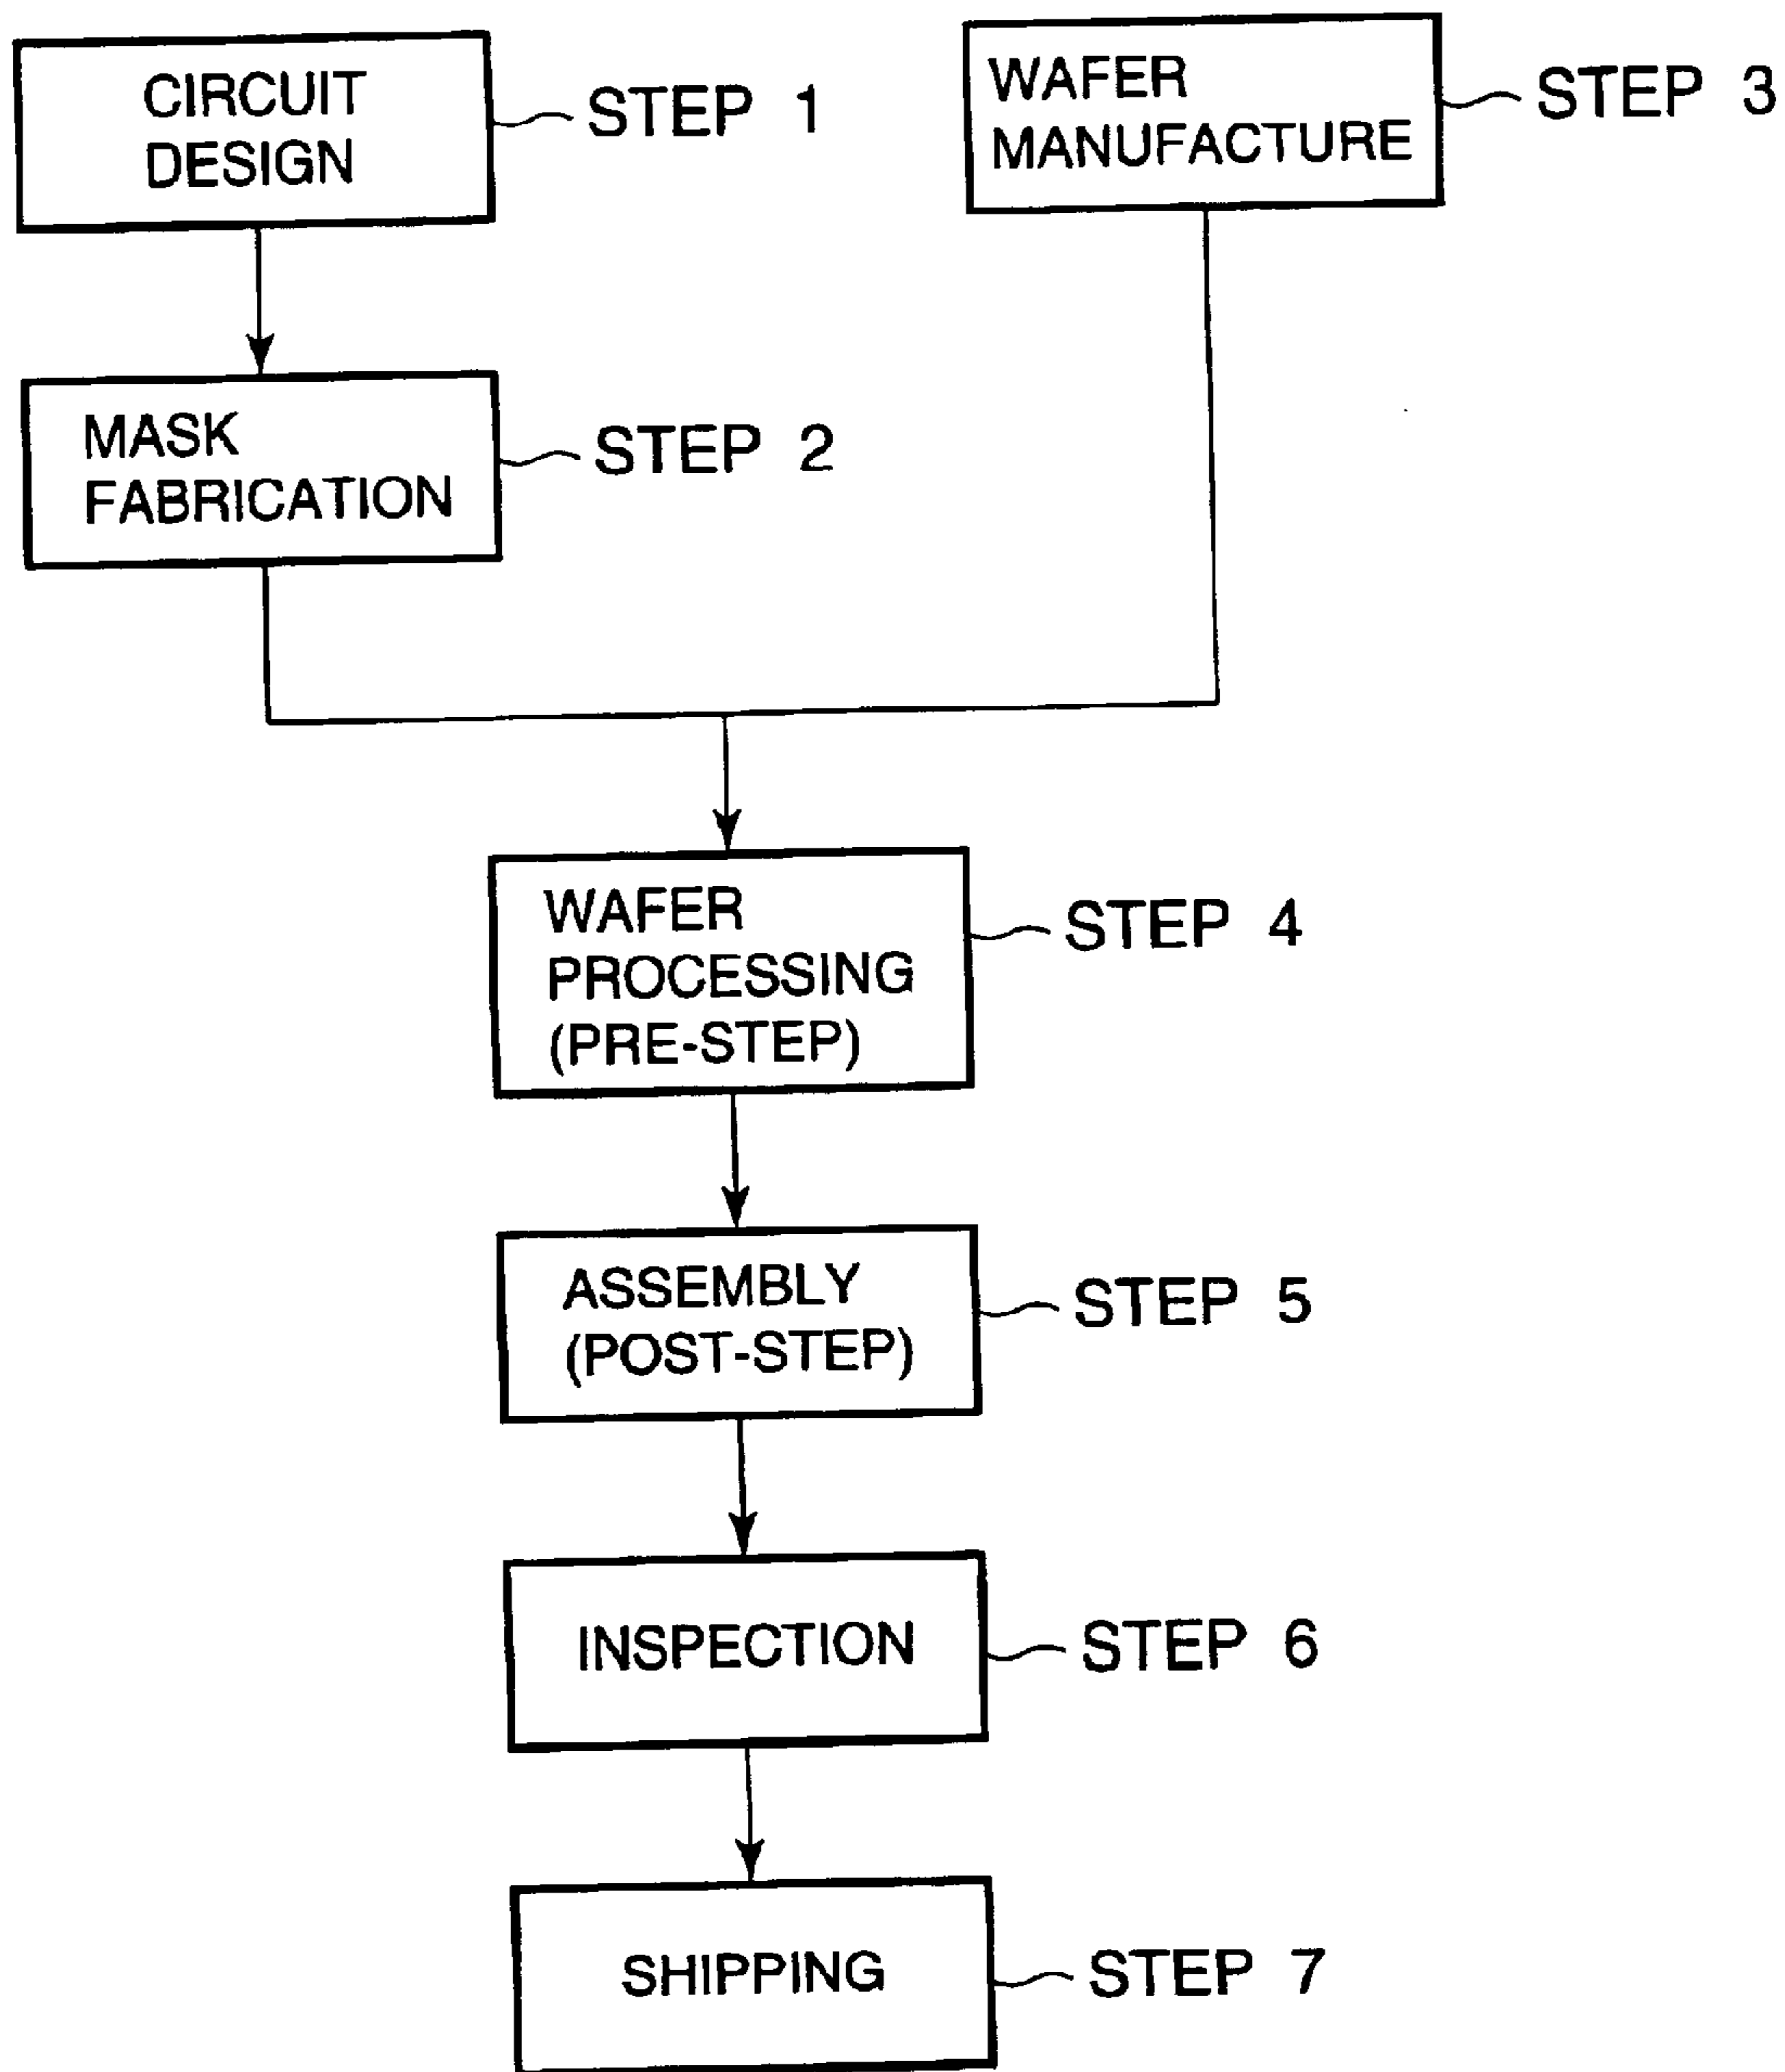 CIRCUIT
DESIGN
STEP 1
WAFER
MANUFACTURE
STEP 3
MASK
FABRICATION
STEP 2
WAFER
PROCESSING
(PRE-STEP)
STEP 4
ASSEMBLY
(POST-STEP)
STEP 5
INSPECTION
STEP 6
SHIPPING
STEP 7